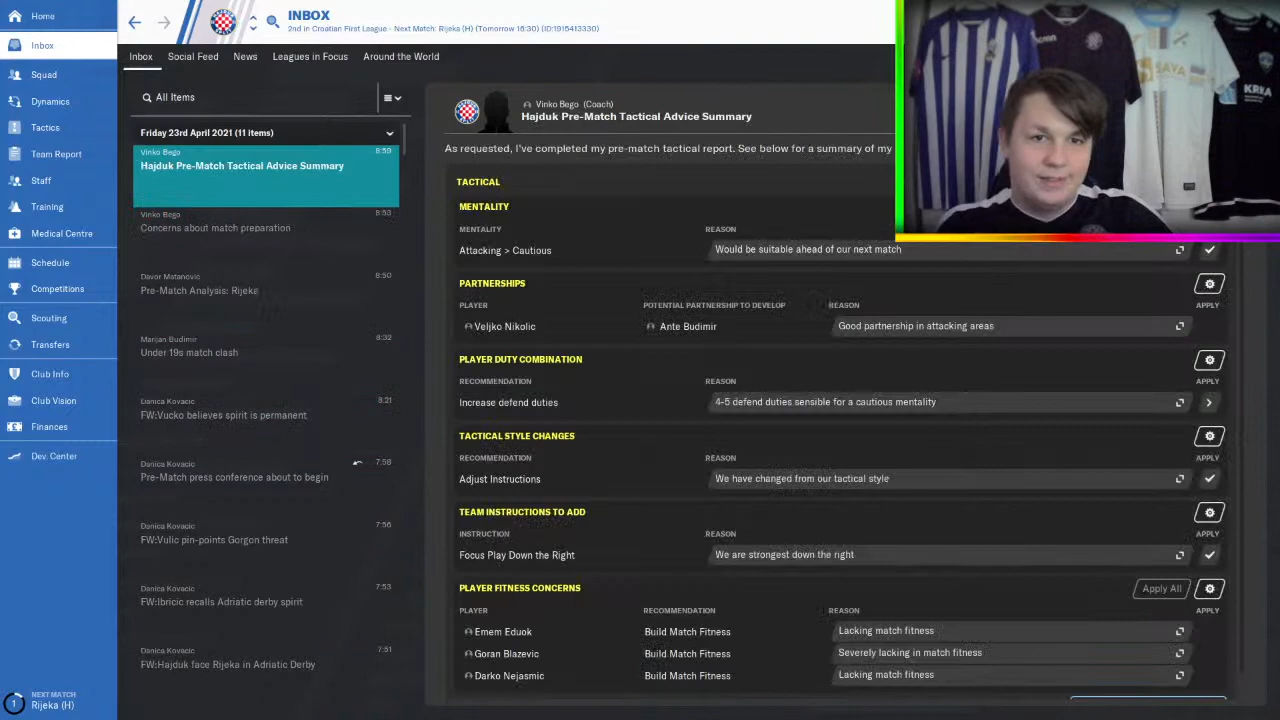 Home
Inbox
Squad
Dynamics
Tactics
Team Report
Staff
Training
Medical Centre
Schedule
Competitions
Scouting
Transfers
Club Info
Club Vision
Finances
Dev. Center
1
NEXT MATCH
Rijeka (H)
INBOX
2nd in Croatian First League - Next Match: Rijeka (H) (Tomorrow 16:30) (ID:1915413330)
Inbox Social Feed News Leagues in Focus Around the World
All Items
Friday 23rd April 2021 (11 items)
Vinko Bego 8:59
Hajduk Pre-Match Tactical Advice Summary
Vinko Bego 8:53
Concerns about match preparation
Davor Matanovic 8:50
Pre-Match Analysis: Rijeka
Marijan Budimir 8:32
Under 19s match clash
Danica Kovacic 8:21
FW:Vucko believes spirit is permanent
Danica Kovacic 7:58
Pre-Match press conference about to begin
Danica Kovacic 7:56
FW:Vulic pin-points Gorgon threat
Danica Kovacic 7:53
FW:Ibricic recalls Adriatic derby spirit
Danica Kovacic 7:51
FW:Hajduk face Rijeka in Adriatic Derby
Vinko Bego (Coach)
Hajduk Pre-Match Tactical Advice Summary
As requested, I've completed my pre-match tactical report. See below for a summary of my
TACTICAL
MENTALITY
MENTALITY REASON
Attacking > Cautious Would be suitable ahead of our next match
PARTNERSHIPS
PLAYER POTENTIAL PARTNERSHIP TO DEVELOP REASON APPLY
Veljko Nikolic Ante Budimir Good partnership in attacking areas
PLAYER DUTY COMBINATION
RECOMMENDATION REASON APPLY
Increase defend duties 4-5 defend duties sensible for a cautious mentality
TACTICAL STYLE CHANGES
RECOMMENDATION REASON APPLY
Adjust Instructions We have changed from our tactical style
TEAM INSTRUCTIONS TO ADD
INSTRUCTION REASON APPLY
Focus Play Down the Right We are strongest down the right
PLAYER FITNESS CONCERNS Apply All
PLAYER RECOMMENDATION REASON APPLY
Emem Eduok Build Match Fitness Lacking match fitness
Goran Blazevic Build Match Fitness Severely lacking in match fitness
Darko Nejasmic Build Match Fitness Lacking match fitness
SAVA
KRKA